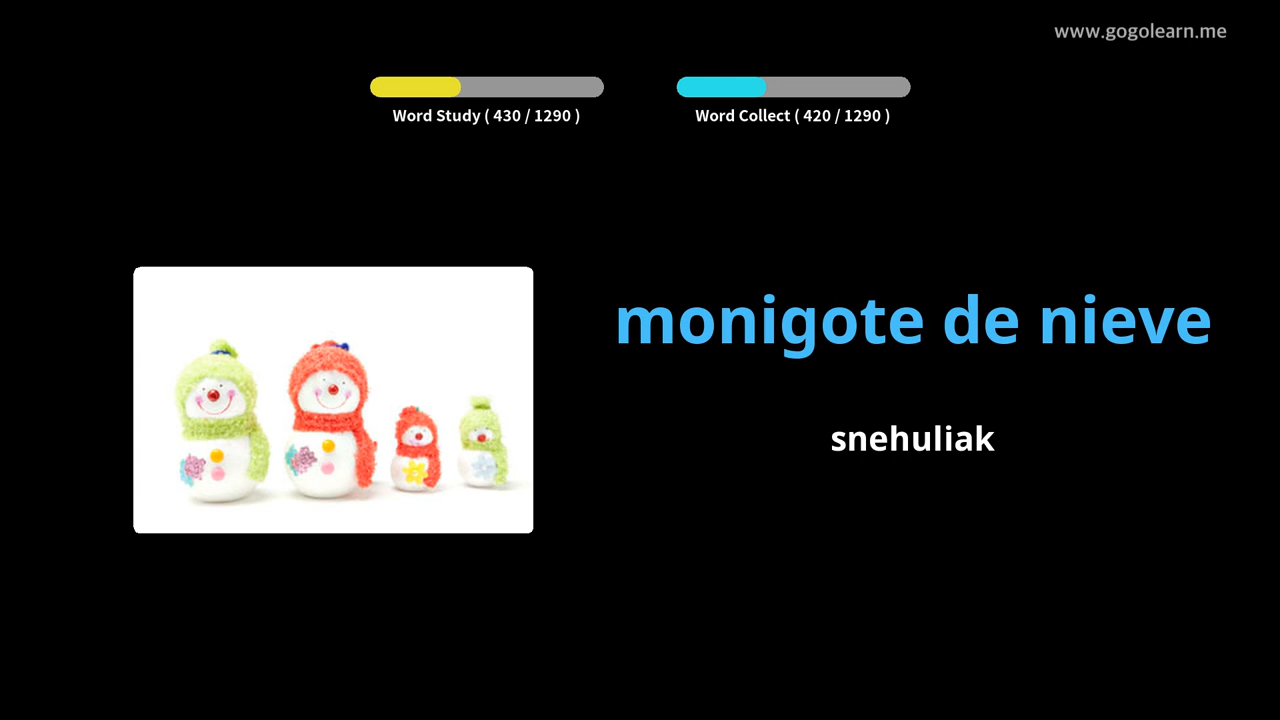 www.gogolearn.me
Word Study ( 430 / 1290 )
Word Collect ( 420 / 1290 )
monigote de nieve
snehuliak